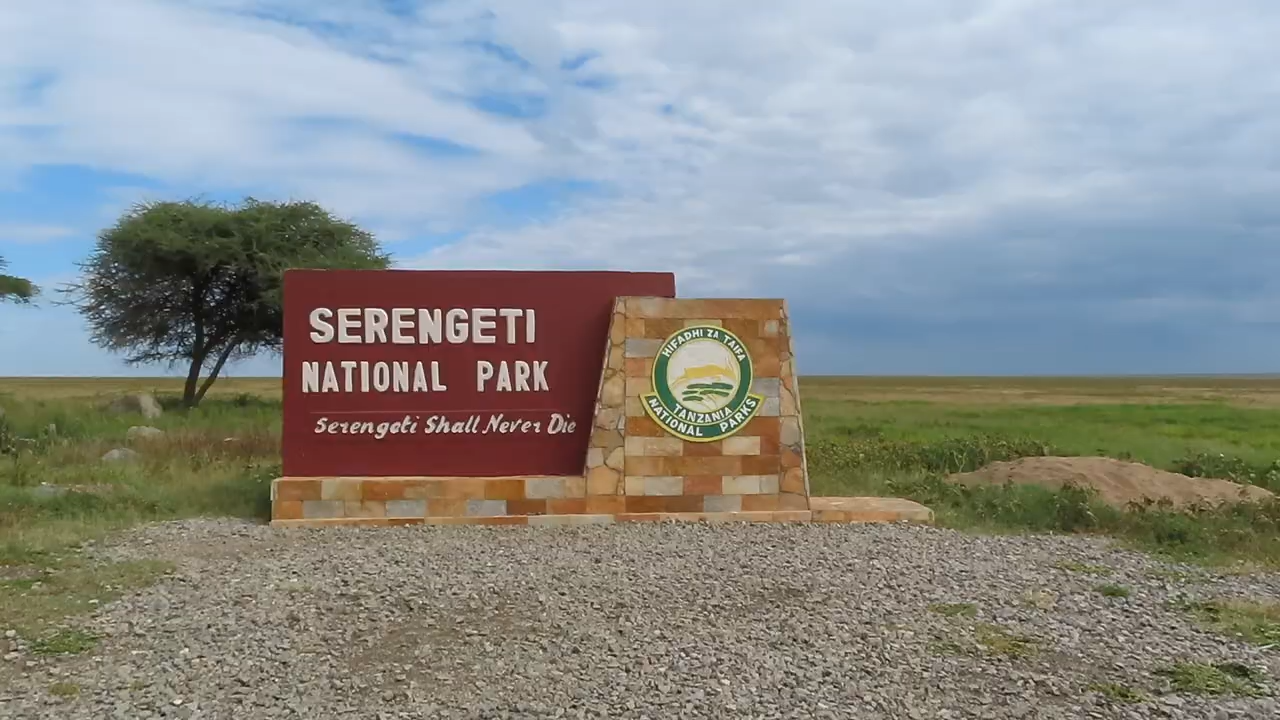 SERENGETI
NATIONAL PARK
Serengeti Shall Never Die
HIFADHI ZA TAIFA
TANZANIA
NATIONAL PARKS